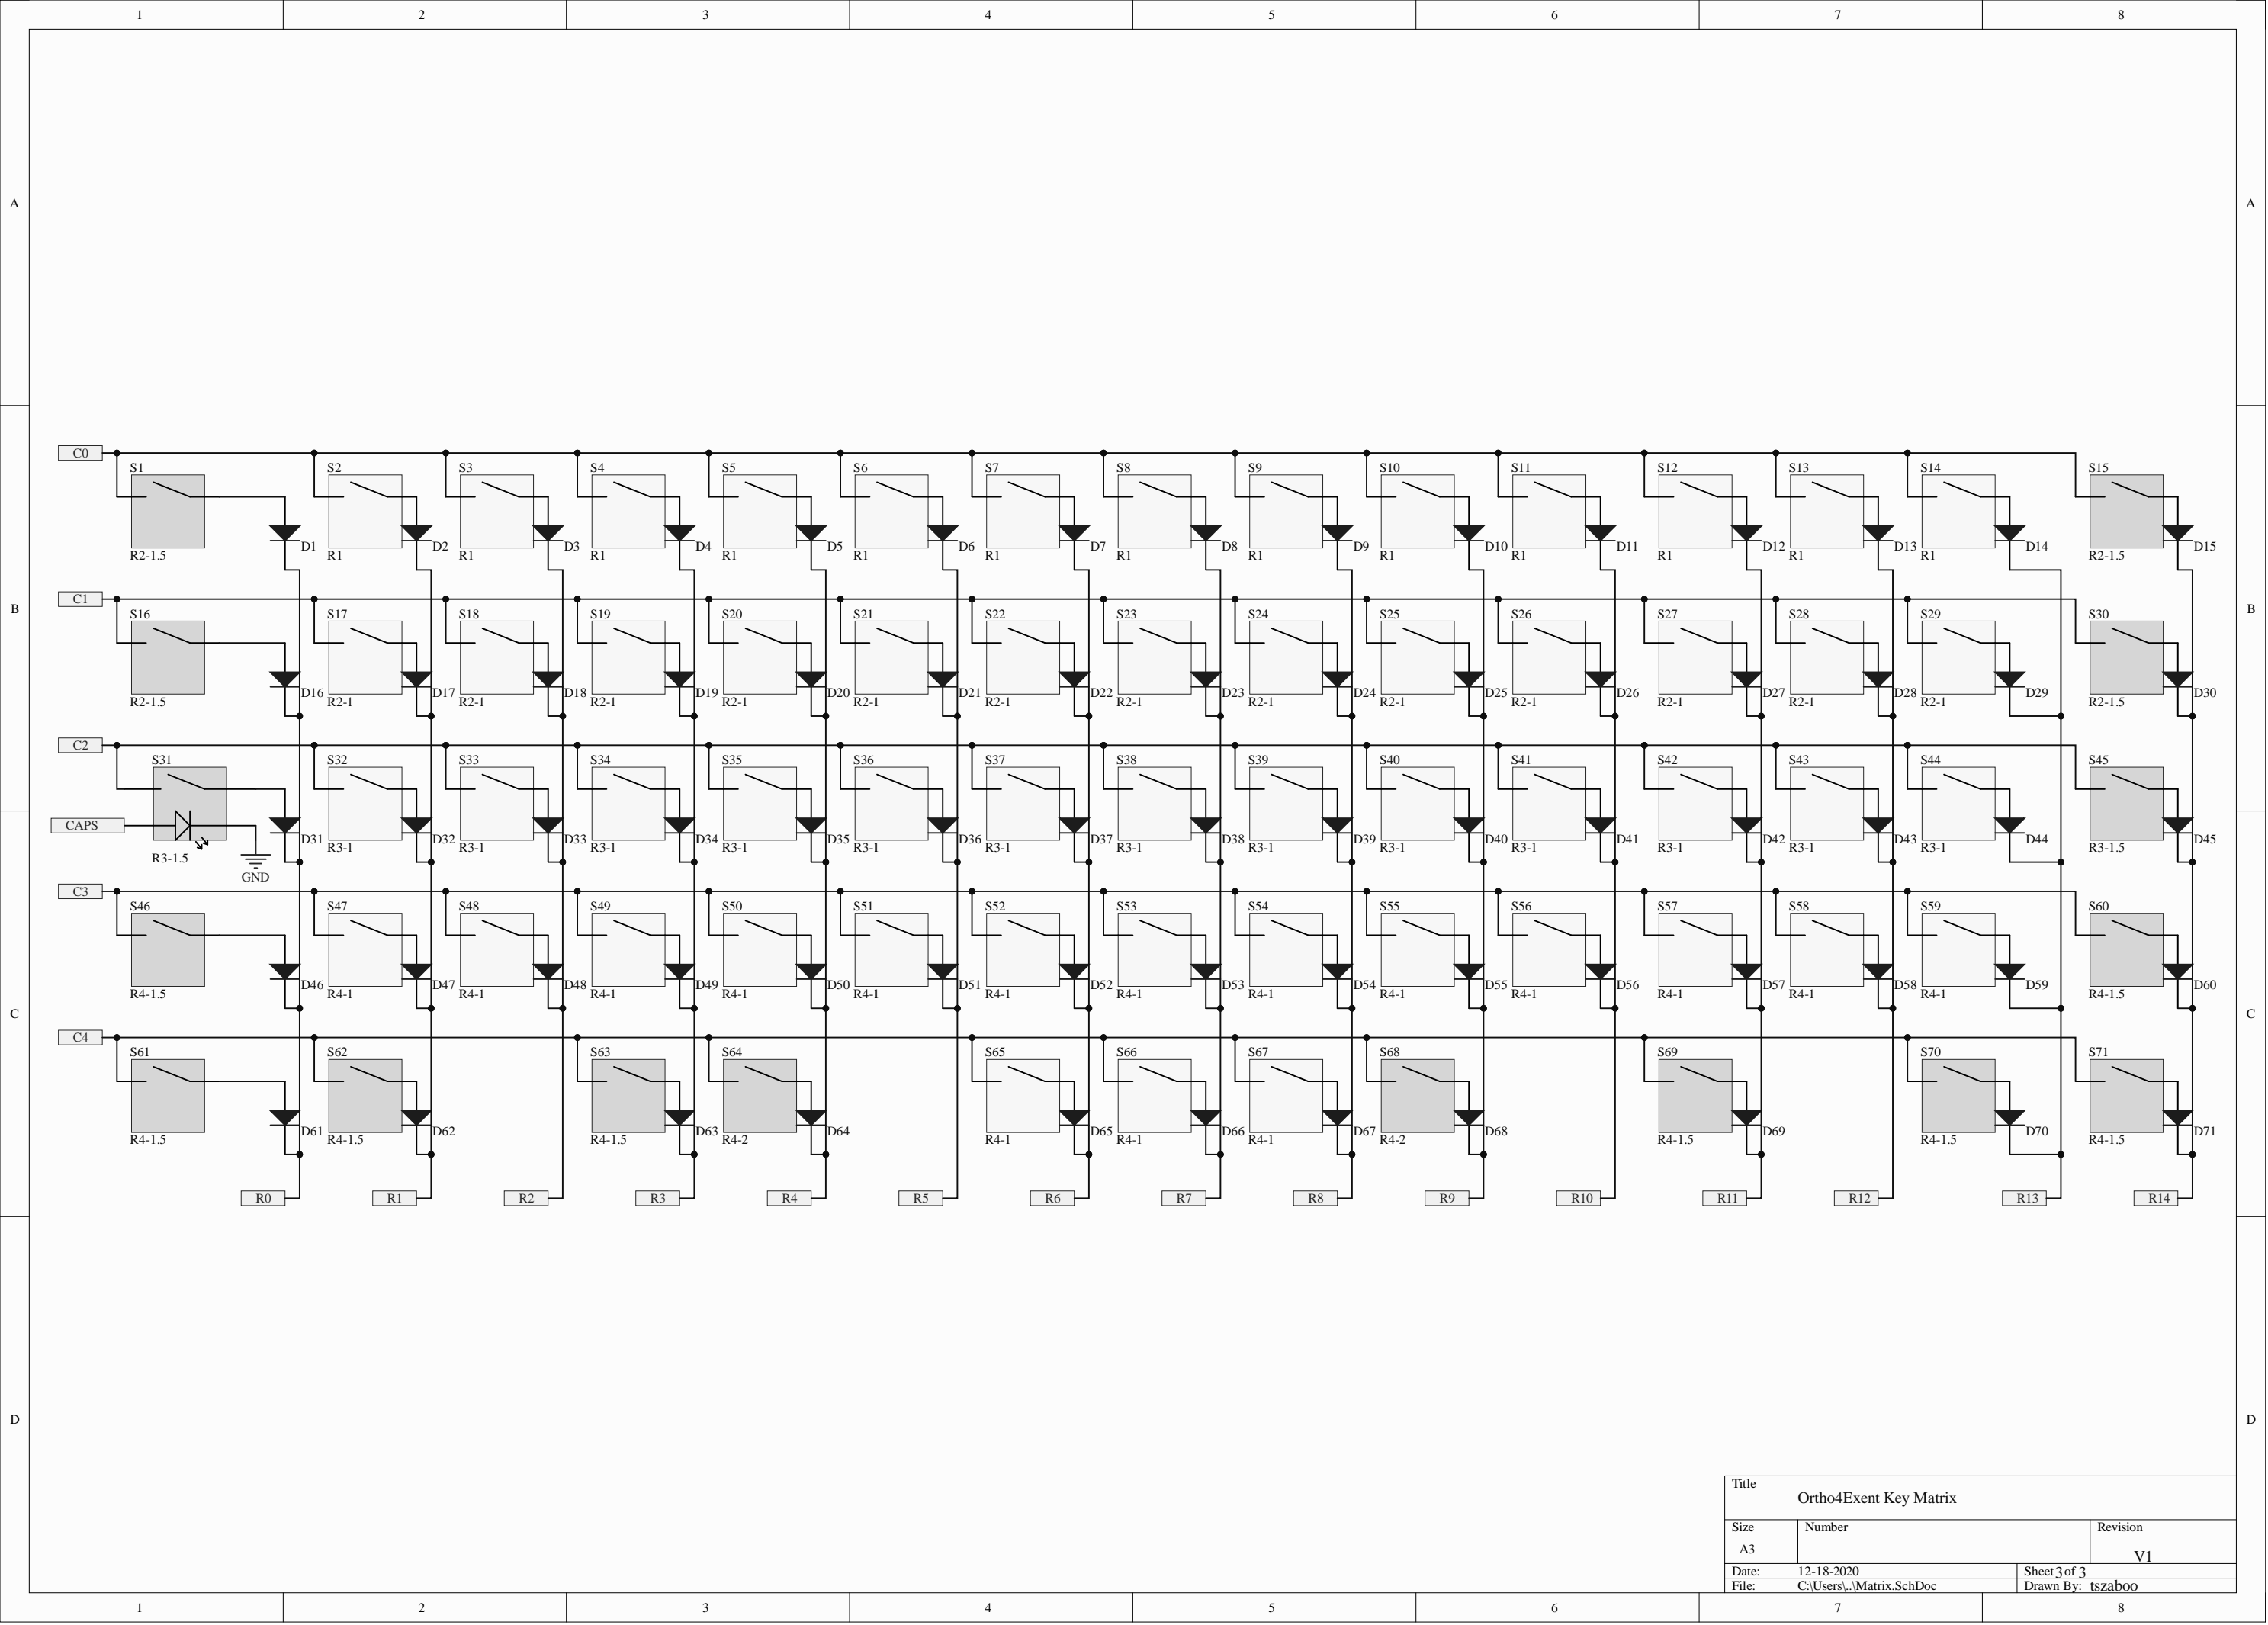 1 2 3 4 5 6 7 8
A A
C0
S1 S2 S3 S4 S5 S6 S7 S8 S9 S10 S11 S12 S13 S14 S15
D1 D2 D3 D4 D5 D6 D7 D8 D9 D10 D11 D12 D13 D14 D15
R2-1.5 R1 R1 R1 R1 R1 R1 R1 R1 R1 R1 R1 R1 R1 R2-1.5
C1
B B
S16 S17 S18 S19 S20 S21 S22 S23 S24 S25 S26 S27 S28 S29 S30
D16 D17 D18 D19 D20 D21 D22 D23 D24 D25 D26 D27 D28 D29 D30
R2-1.5 R2-1 R2-1 R2-1 R2-1 R2-1 R2-1 R2-1 R2-1 R2-1 R2-1 R2-1 R2-1 R2-1 R2-1.5
C2
S31 S32 S33 S34 S35 S36 S37 S38 S39 S40 S41 S42 S43 S44 S45
CAPS
D31 D32 D33 D34 D35 D36 D37 D38 D39 D40 D41 D42 D43 D44 D45
R3-1.5 R3-1 R3-1 R3-1 R3-1 R3-1 R3-1 R3-1 R3-1 R3-1 R3-1 R3-1 R3-1 R3-1 R3-1.5
GND
C3
S46 S47 S48 S49 S50 S51 S52 S53 S54 S55 S56 S57 S58 S59 S60
D46 D47 D48 D49 D50 D51 D52 D53 D54 D55 D56 D57 D58 D59 D60
R4-1.5 R4-1 R4-1 R4-1 R4-1 R4-1 R4-1 R4-1 R4-1 R4-1 R4-1 R4-1 R4-1 R4-1 R4-1.5
C C
C4
S61 S62 S63 S64 S65 S66 S67 S68 S69 S70 S71
D61 D62 D63 D64 D65 D66 D67 D68 D69 D70 D71
R4-1.5 R4-1.5 R4-1.5 R4-2 R4-1 R4-1 R4-1 R4-2 R4-1.5 R4-1.5 R4-1.5
R0 R1 R2 R3 R4 R5 R6 R7 R8 R9 R10 R11 R12 R13 R14
D D
Title
Ortho4Exent Key Matrix
Size Number Revision
A3 V1
Date: 12-18-2020 Sheet 3 of 3
File: C:\Users\..\Matrix.SchDoc Drawn By: tszaboo
1 2 3 4 5 6 7 8